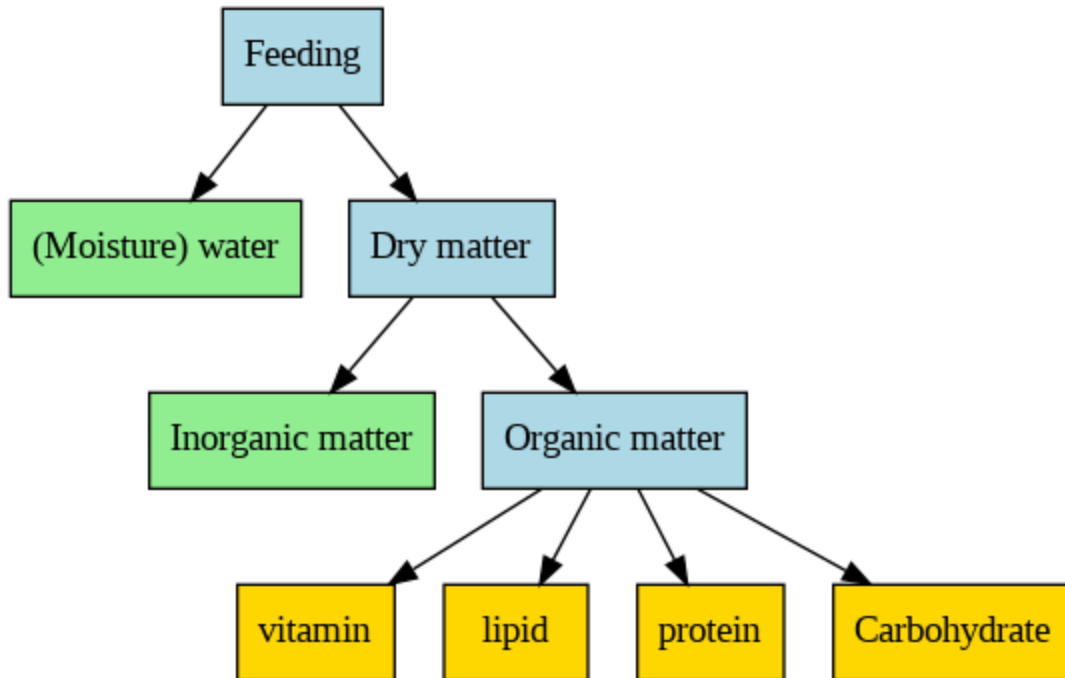 Feeding
(Moisture) water
Dry matter
Inorganic matter
Organic matter
vitamin
lipid
protein
Carbohydrate